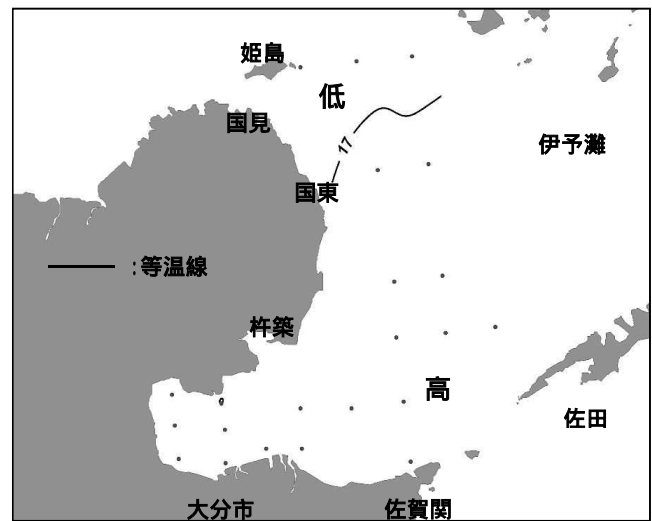 姫島
低
国見
伊予灘
17
国東
:等温線
杵築
高
佐田
大分市
佐賀関